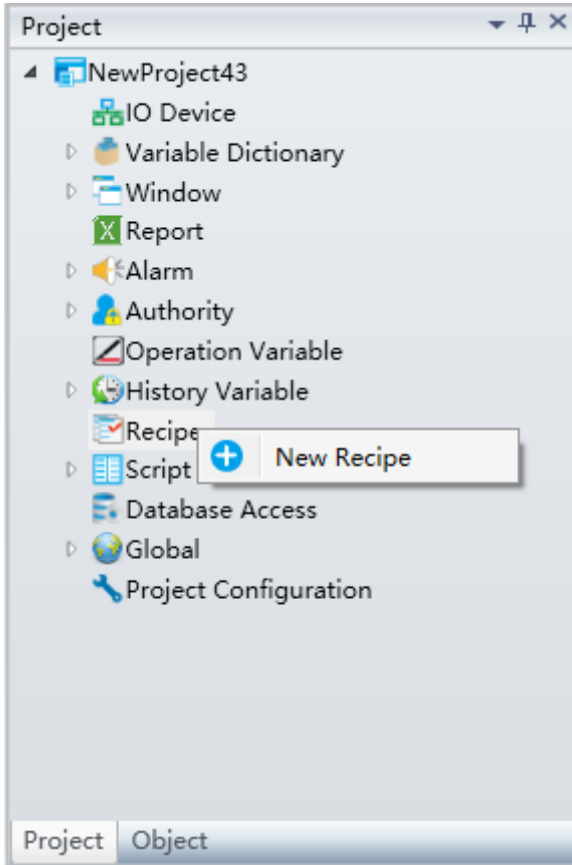 Project
NewProject43
IO Device
Variable Dictionary
Window
Report
Alarm
Authority
Operation Variable
History Variable
Recipe
New Recipe
Script
Database Access
Global
Project Configuration
Project Object